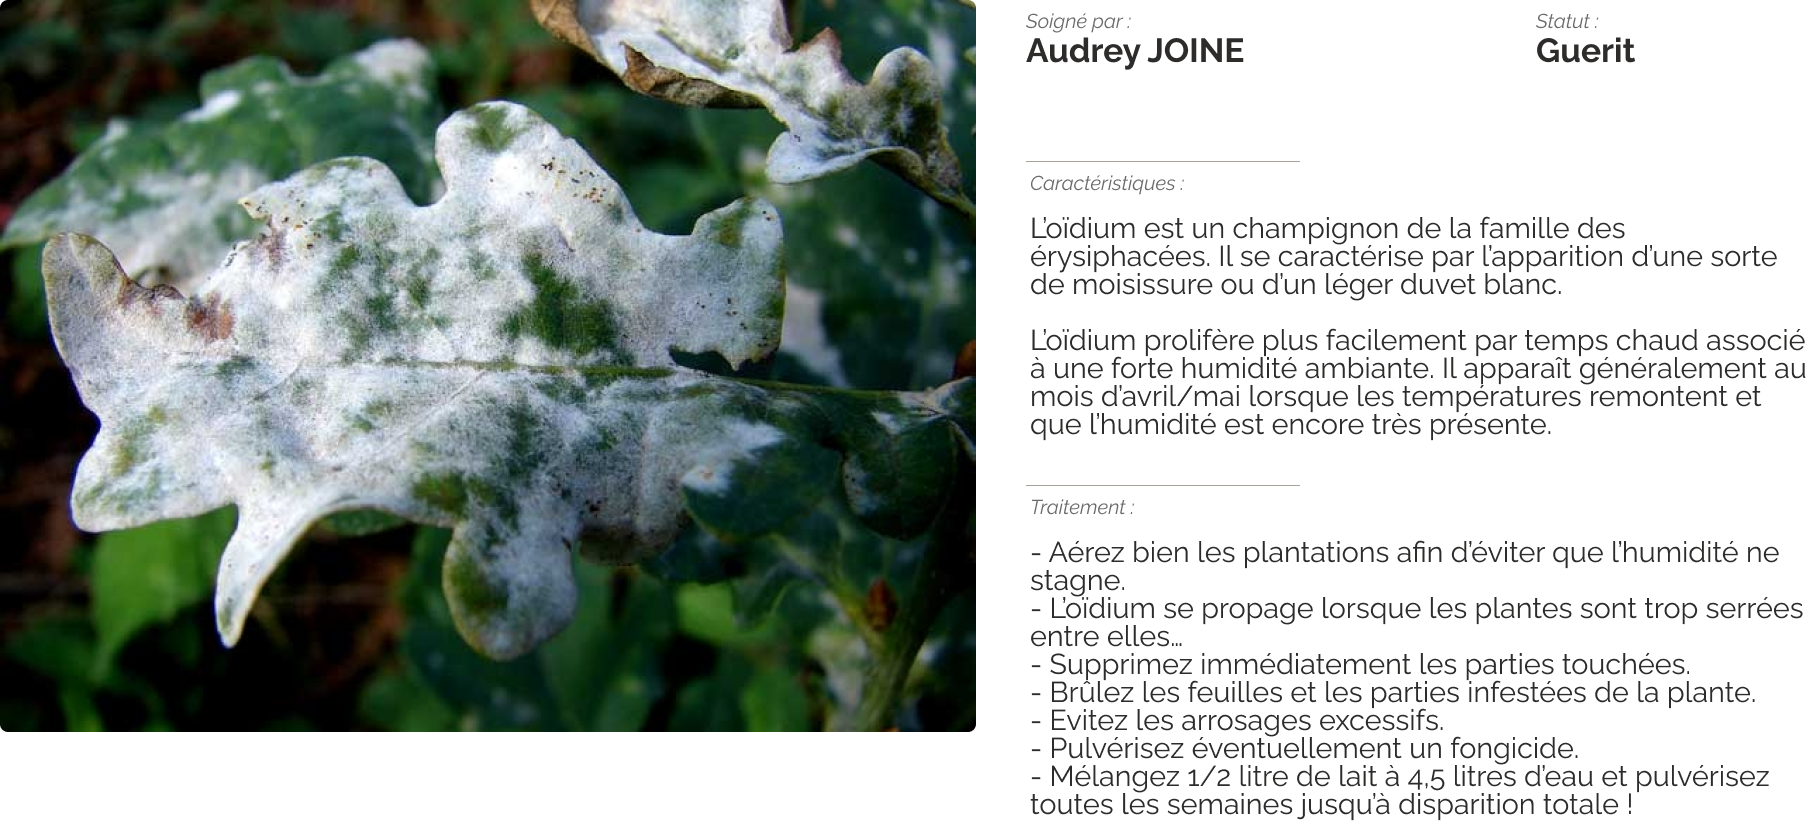 Soigné par :
Audrey JOINE
Statut :
Guerit
Caractéristiques :
L’oïdium est un champignon de la famille des
érysiphacées. Il se caractérise par l’apparition d’une sorte
de moisissure ou d’un léger duvet blanc.
L’oïdium prolifère plus facilement par temps chaud associé
à une forte humidité ambiante. Il apparaît généralement au
mois d’avril/mai lorsque les températures remontent et
que l’humidité est encore très présente.
Traitement :
- Aérez bien les plantations afin d’éviter que l’humidité ne
stagne.
- L’oïdium se propage lorsque les plantes sont trop serrées
entre elles…
- Supprimez immédiatement les parties touchées.
- Brûlez les feuilles et les parties infestées de la plante.
- Evitez les arrosages excessifs.
- Pulvérisez éventuellement un fongicide.
- Mélangez 1/2 litre de lait à 4,5 litres d’eau et pulvérisez
toutes les semaines jusqu’à disparition totale !